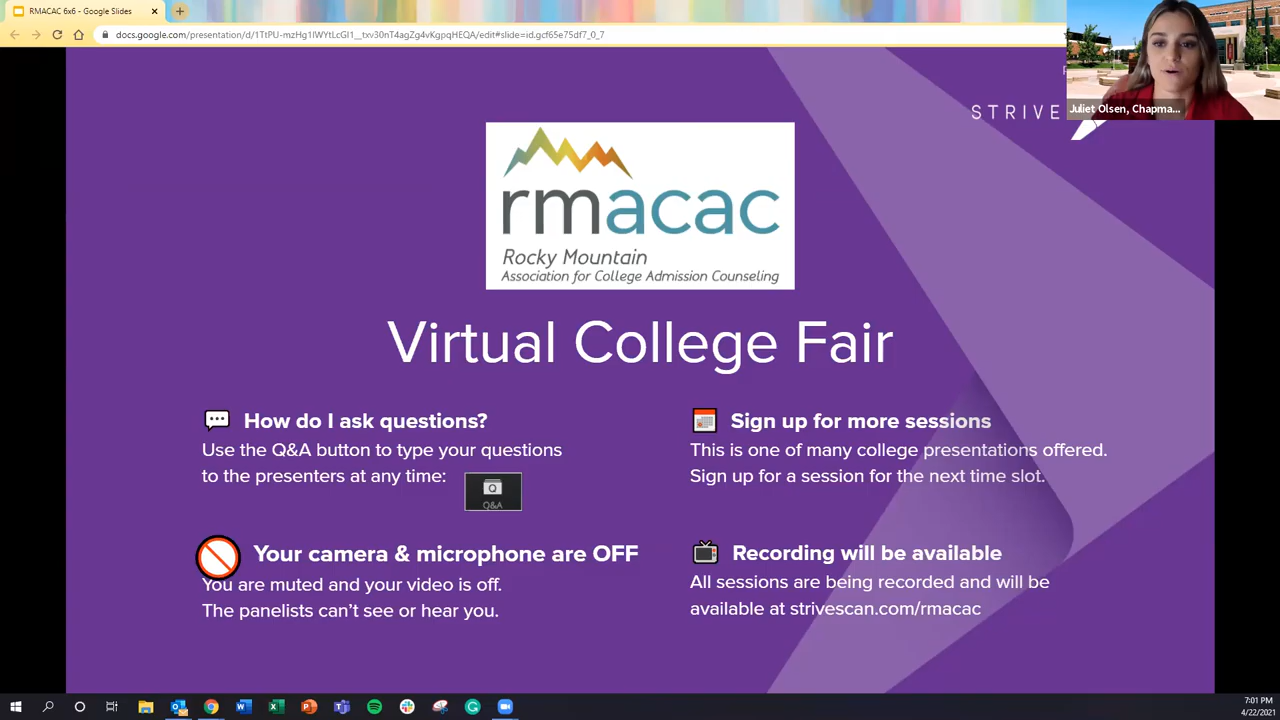 RMACAC 6x6 - Google Slides
docs.google.com/presentation/d/1TtPU-mzHg1lWYtLcGI1__txv30nT4agZg4vKgpqHEQA/edit#slide=id.gcf65e75df7_0_7
Juliet Olsen, Chapma...
STRIVE
rmacac
Rocky Mountain
Association for College Admission Counseling
Virtual College Fair
How do I ask questions?
Use the Q&A button to type your questions
to the presenters at any time:
Q
Q&A
Sign up for more sessions
This is one of many college presentations offered.
Sign up for a session for the next time slot.
Your camera & microphone are OFF
You are muted and your video is off.
The panelists can't see or hear you.
Recording will be available
All sessions are being recorded and will be
available at strivescan.com/rmacac
7:01 PM
4/22/2021